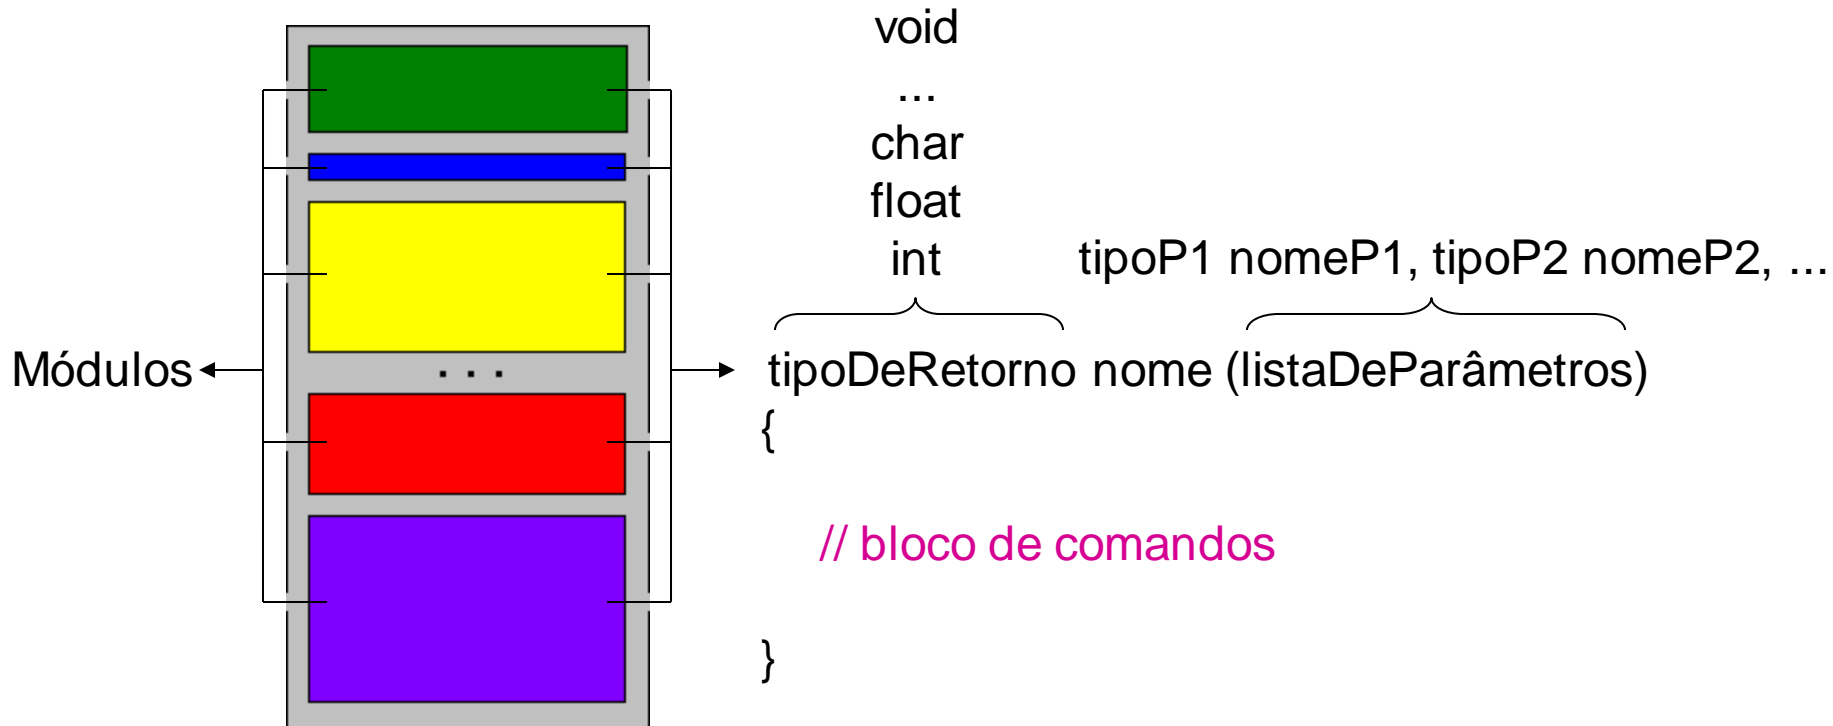 void
...
char
float
int
tipoP1 nomeP1, tipoP2 nomeP2, ...
Módulos
. . .
tipoDeRetorno nome (listaDeParâmetros)
{
// bloco de comandos
}